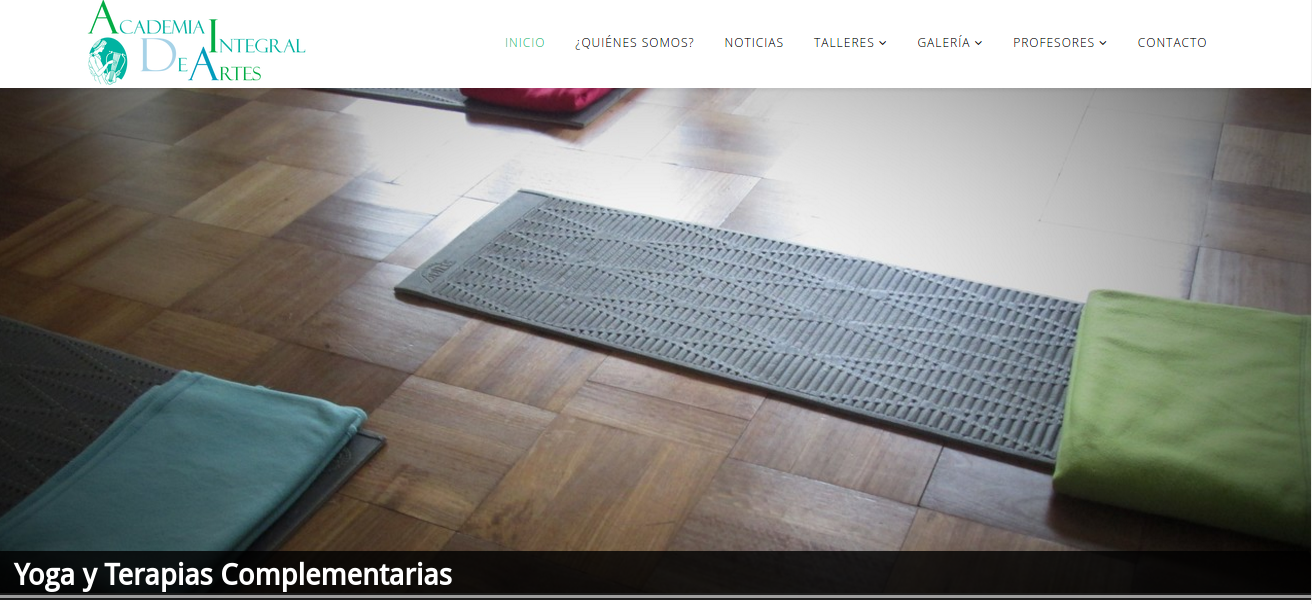 ACADEMIA
INTEGRAL
DE ARTES
INICIO
¿QUIÉNES SOMOS?
NOTICIAS
TALLERES
GALERÍA
PROFESORES
CONTACTO
Yoga y Terapias Complementarias